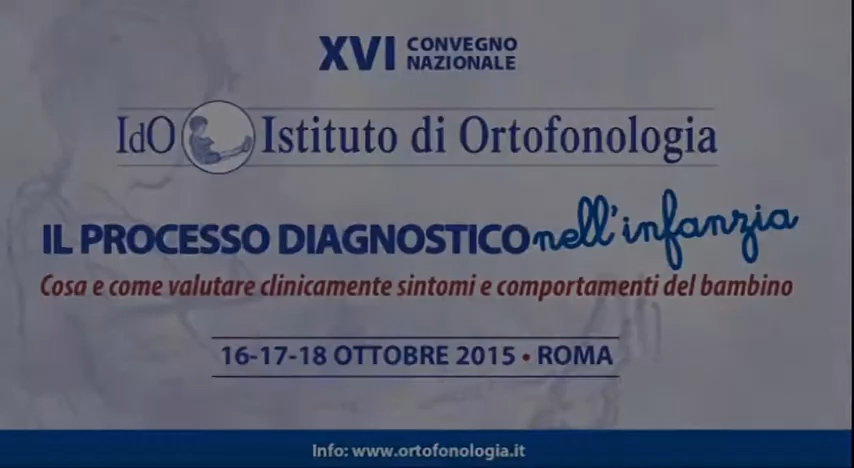 XVI CONVEGNO
NAZIONALE
IdO Istituto di Ortofonologia
IL PROCESSO DIAGNOSTICO nell'infanzia
Cosa e come valutare clinicamente sintomi e comportamenti del bambino
16-17-18 OTTOBRE 2015 • ROMA
Info: www.ortofonologia.it